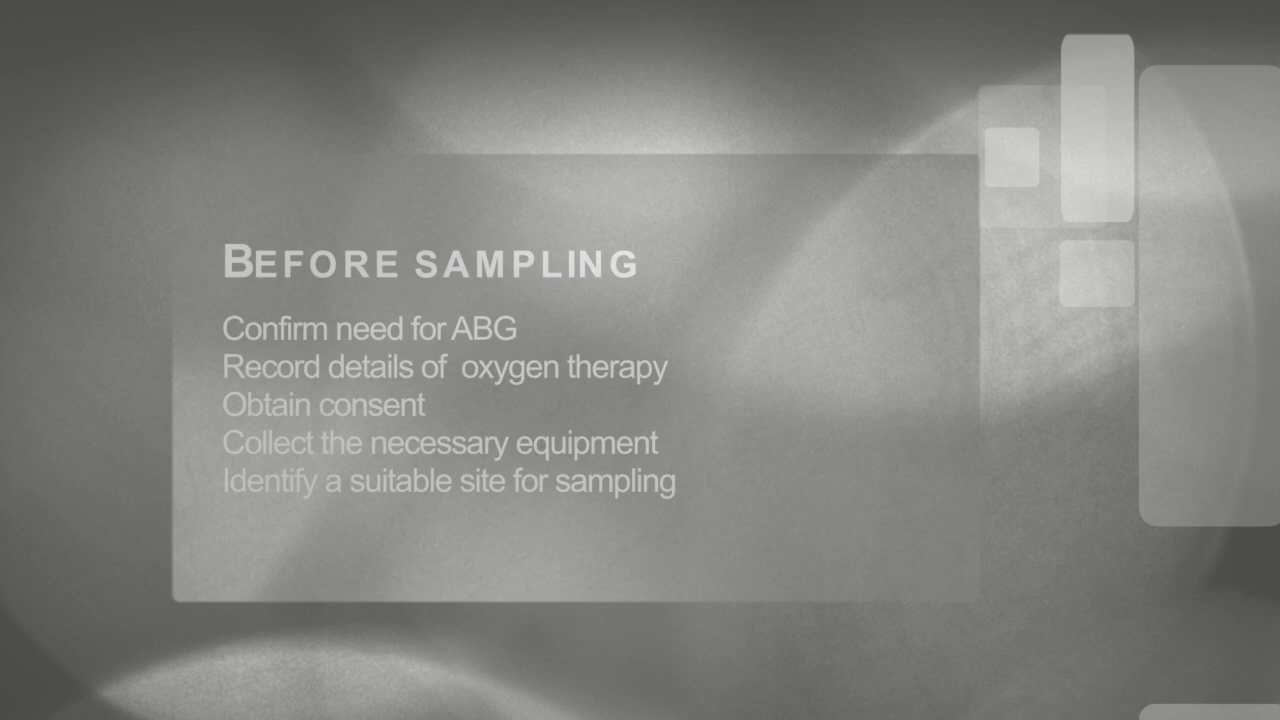 BEFORE SAMPLING
Confirm need for ABG
Record details of oxygen therapy
Obtain consent
Collect the necessary equipment
Identify a suitable site for sampling